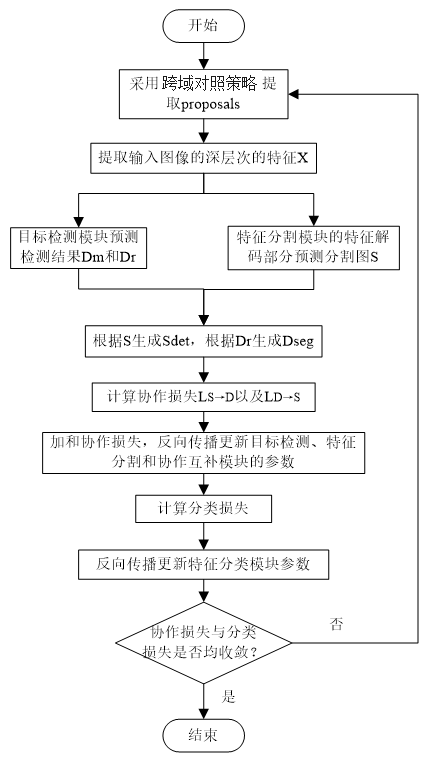 开始
采用 跨域对照策略 提
取proposals
提取输入图像的深层次的特征X
目标检测模块预测
检测结果Dm和Dr
特征分割模块的特征解
码部分预测分割图S
根据S生成Sdet，根据Dr生成Dseg
计算协作损失LS→D以及LD→S
加和协作损失，反向传播更新目标检测、特征
分割和协作互补模块的参数
计算分类损失
反向传播更新特征分类模块参数
协作损失与分类
损失是否均收敛？
否
是
结束